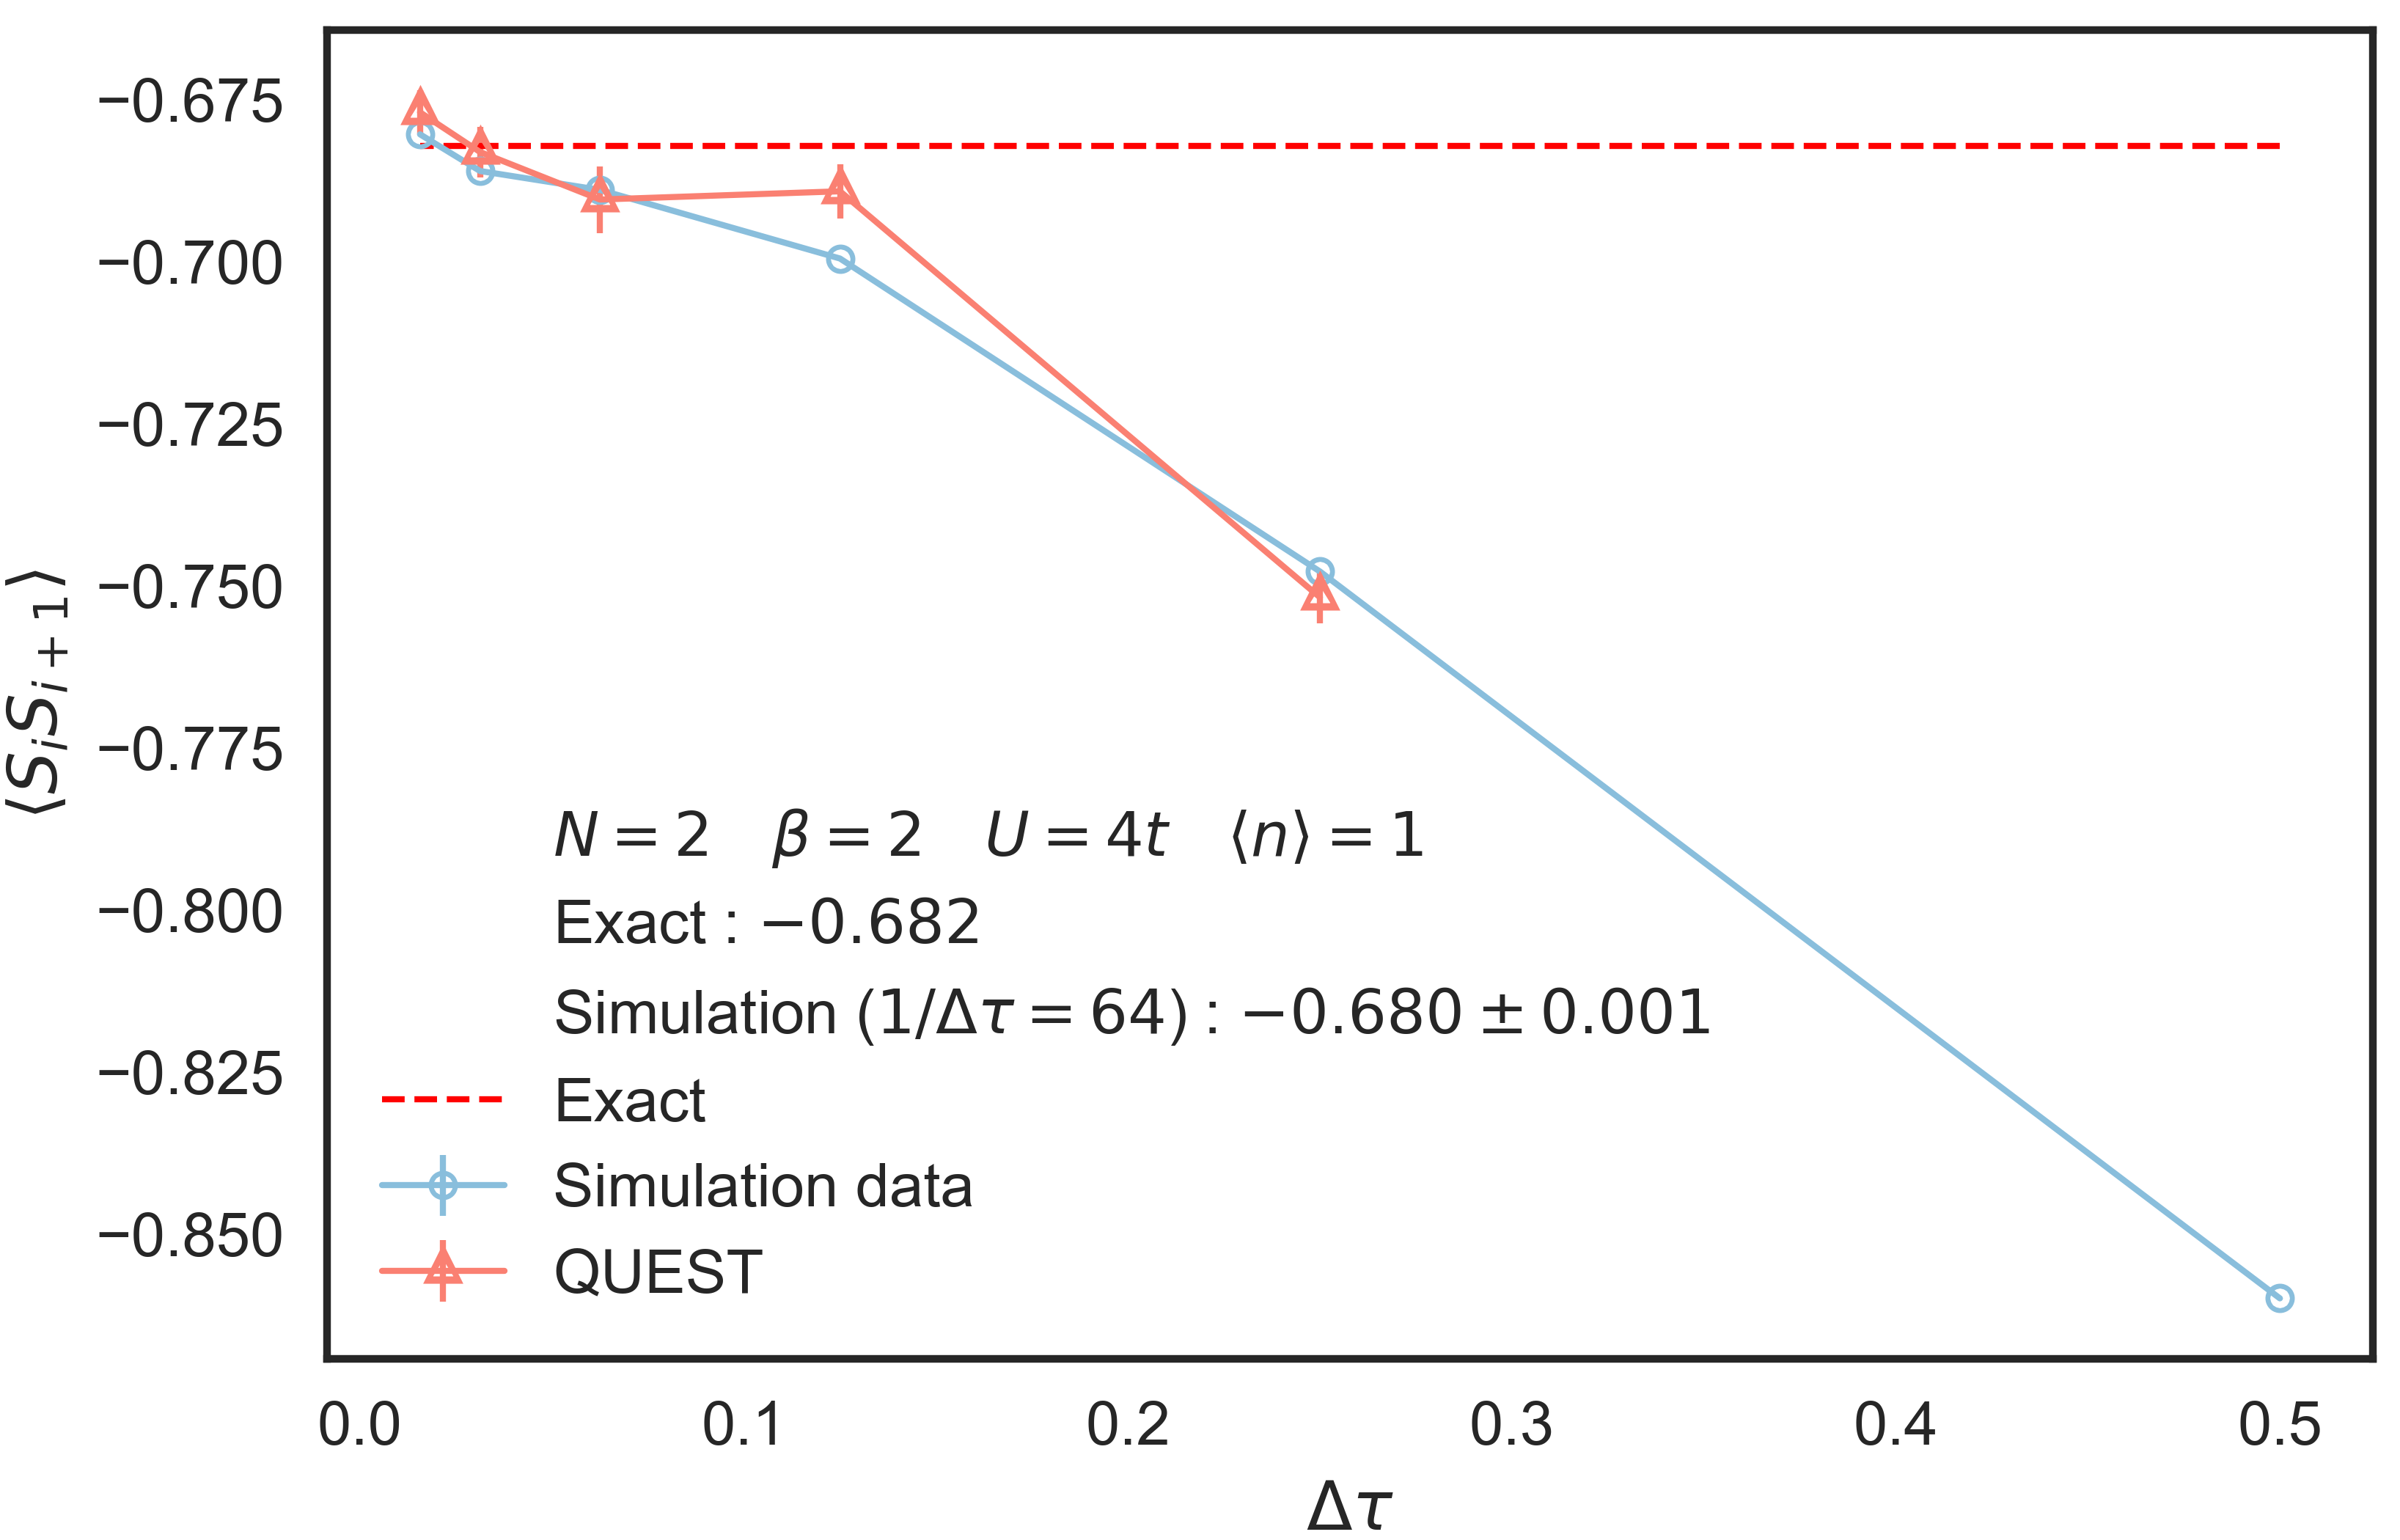 −0.675
−0.700
−0.725
−0.750
−0.775
−0.800
−0.825
−0.850
⟨SᵢSᵢ₊₁⟩
N = 2 β = 2 U = 4t ⟨n⟩ = 1
Exact : −0.682
Simulation (1/Δτ = 64) : −0.680 ± 0.001
Exact
Simulation data
QUEST
0.0 0.1 0.2 0.3 0.4 0.5
Δτ